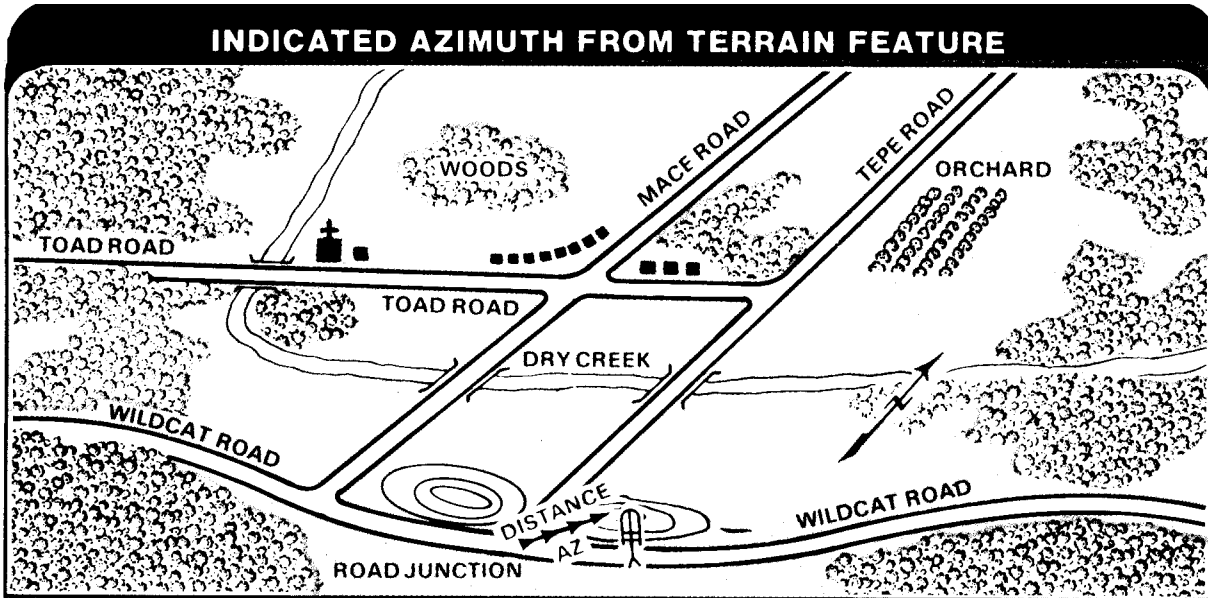 INDICATED AZIMUTH FROM TERRAIN FEATURE
WOODS
MACE ROAD
TEPE ROAD
ORCHARD
TOAD ROAD
TOAD ROAD
DRY CREEK
N
WILDCAT ROAD
WILDCAT ROAD
DISTANCE
AZ
ROAD JUNCTION